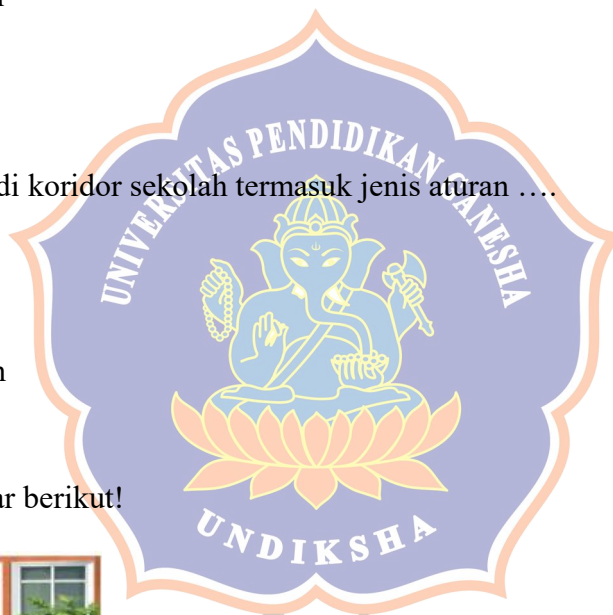 UNIVERSITAS PENDIDIKAN GANESHA
di koridor sekolah termasuk jenis aturan ….
ar berikut!
UNDIKSHA